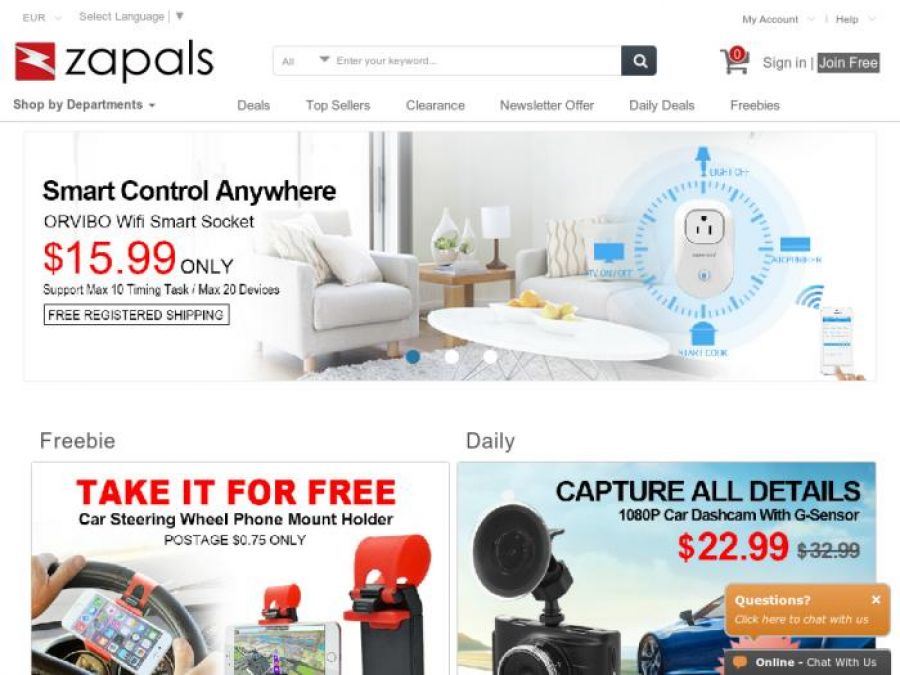 EUR
Select Language
My Account
Help
zapals
All
Enter your keyword...
0
Sign in | Join Free
Shop by Departments
Deals
Top Sellers
Clearance
Newsletter Offer
Daily Deals
Freebies
Smart Control Anywhere
ORVIBO Wifi Smart Socket
$15.99 ONLY
Support Max 10 Timing Task / Max 20 Devices
FREE REGISTERED SHIPPING
LIGHT OFF
TV ON/OFF
START COOK
Freebie
Daily
TAKE IT FOR FREE
Car Steering Wheel Phone Mount Holder
POSTAGE $0.75 ONLY
CAPTURE ALL DETAILS
1080P Car Dashcam With G-Sensor
$22.99 $32.99
Questions?
Click here to chat with us
Online - Chat With Us